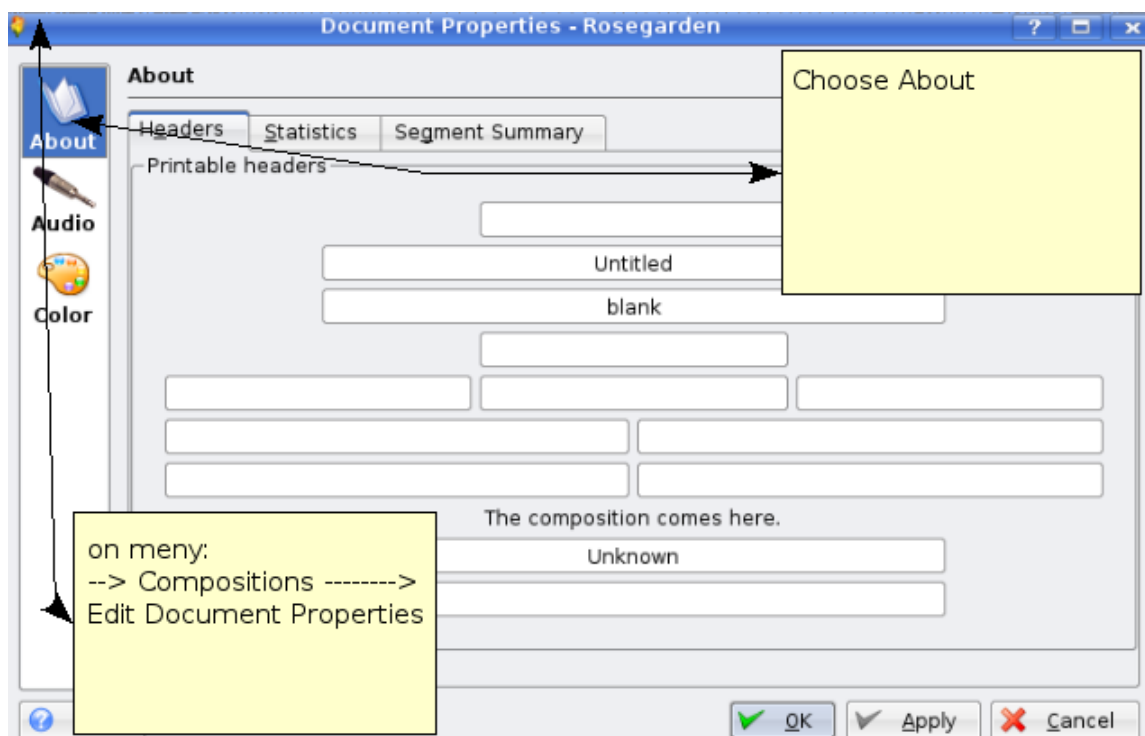 Document Properties - Rosegarden
About
Choose About
About
Headers Statistics Segment Summary
Printable headers
Audio
Untitled
blank
Color
The composition comes here.
on meny:
--> Compositions -------->
Edit Document Properties
Unknown
OK Apply Cancel